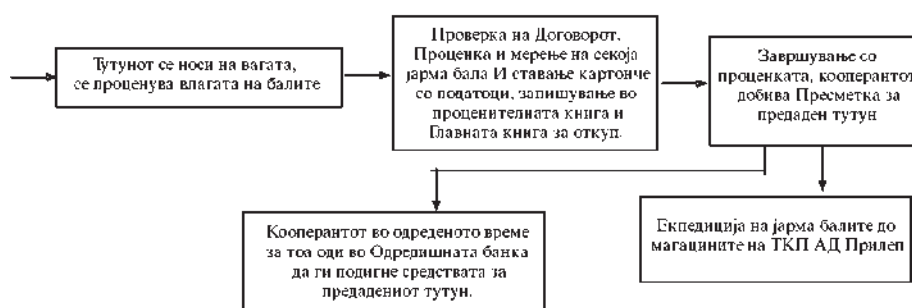 Тутунот се носи на вагата,
се проценува влагата на балите
Проверка на Договорот,
Проценка и мерење на секоја
јарма бала И ставање картонче
со податоци, запишување во
проценителната книга и
Главната книга за откуп.
Завршување со
проценката, кооперантот
добива Пресметка за
предаден тутун
Кооперантот во одреденото време
за тоа оди во Одредишната банка
да ги подигне средствата за
предадениот тутун.
Екпедиција на јарма балите до
магацините на ТКП АД Прилеп